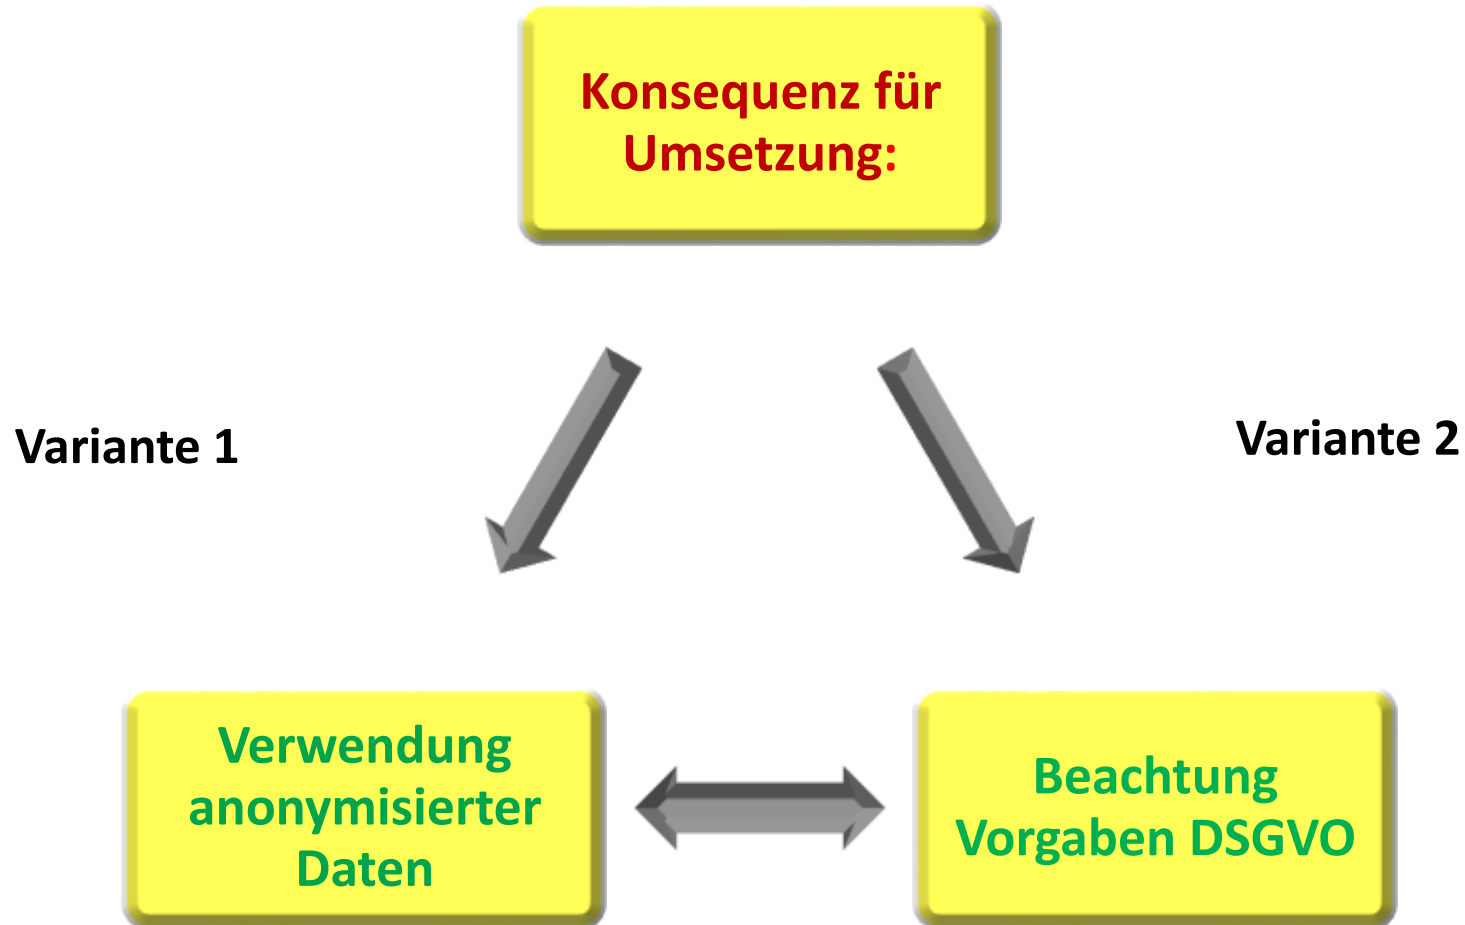 Konsequenz für
Umsetzung:
Variante 1
Variante 2
Verwendung
anonymisierter
Daten
Beachtung
Vorgaben DSGVO